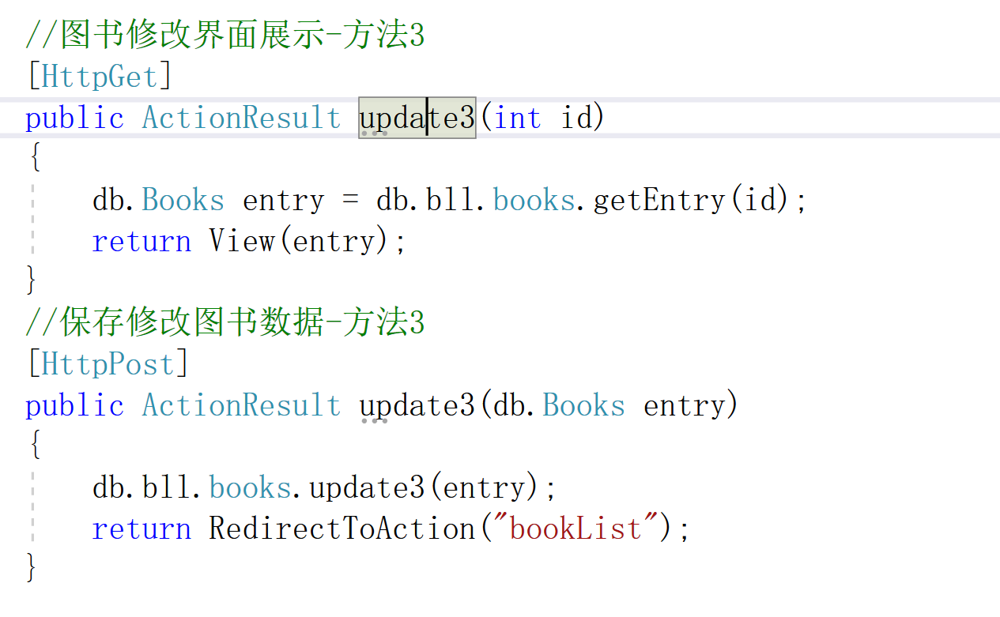 //图书修改界面展示-方法3
[HttpGet]
public ActionResult update3(int id)
{
db.Books entry = db.bll.books.getEntry(id);
return View(entry);
}
//保存修改图书数据-方法3
[HttpPost]
public ActionResult update3(db.Books entry)
{
db.bll.books.update3(entry);
return RedirectToAction("bookList");
}